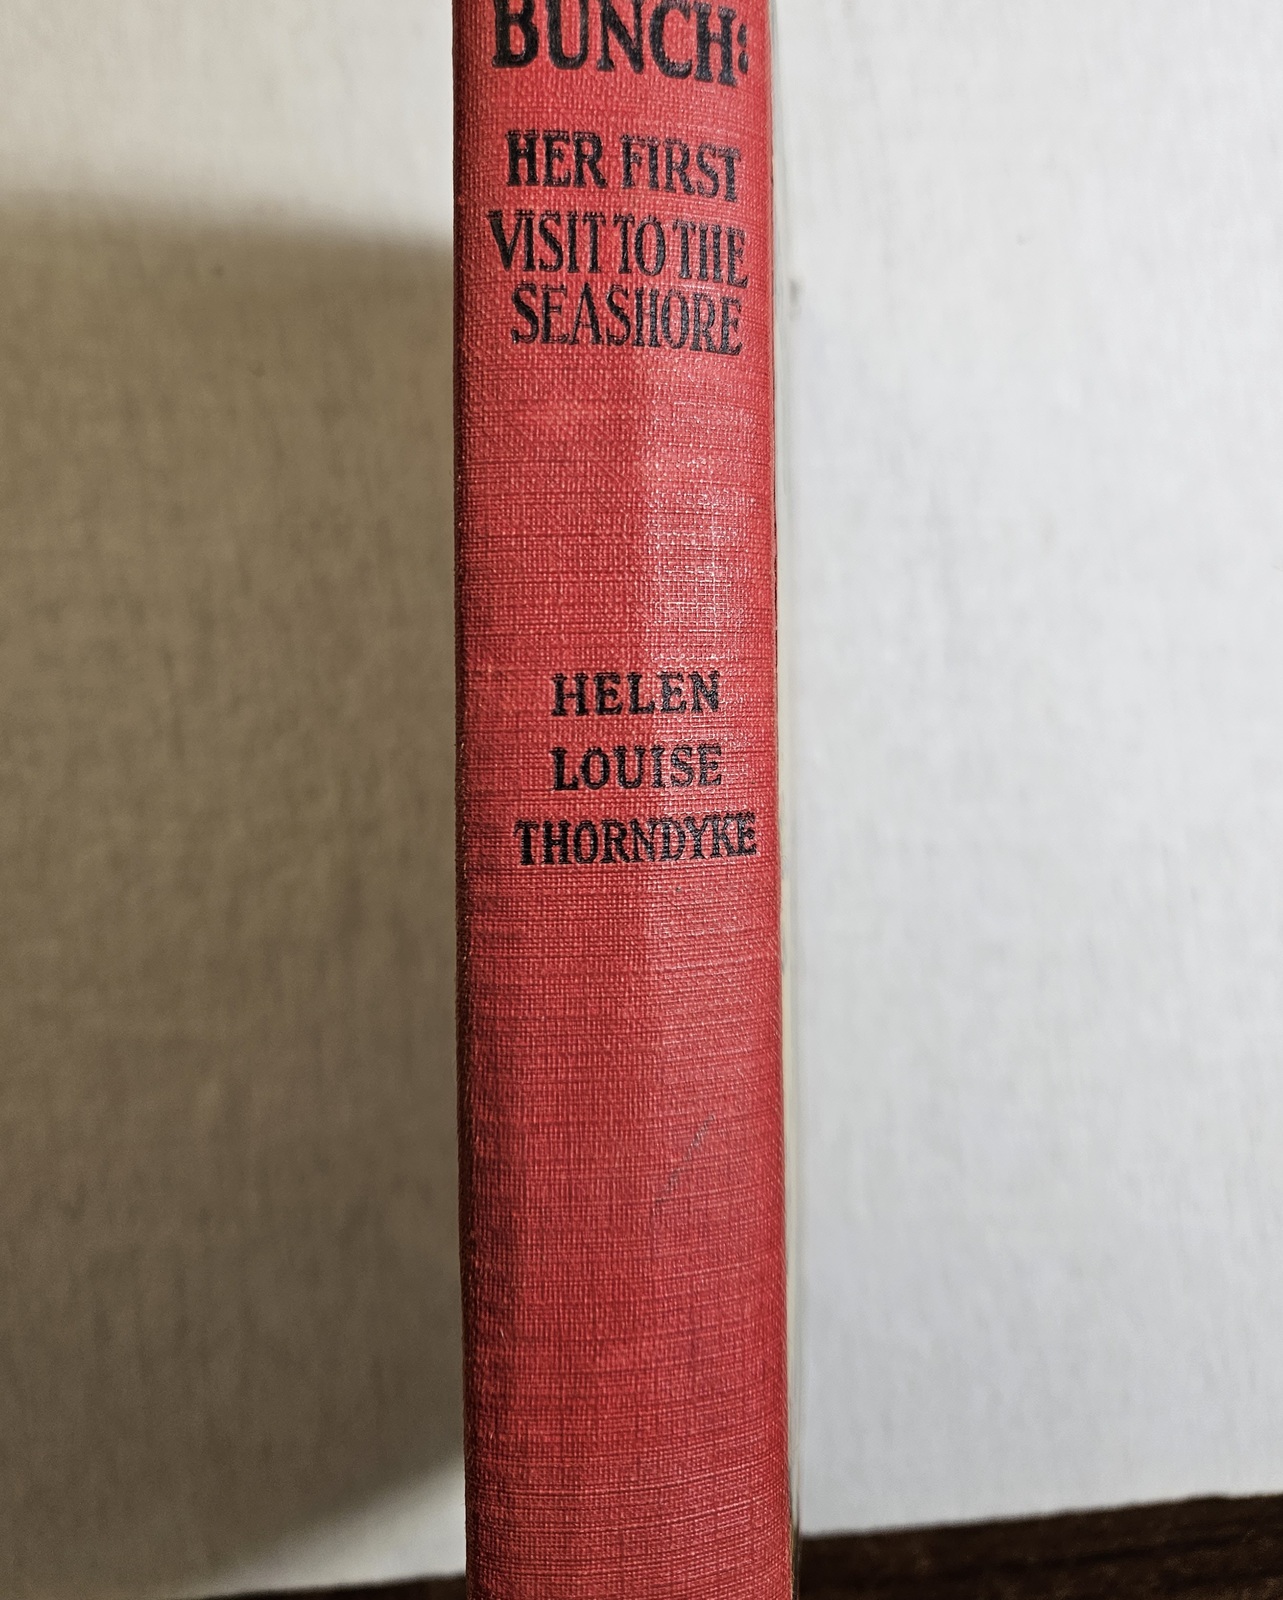 BUNCH:
HER FIRST
VISIT TO THE
SEASHORE
HELEN
LOUISE
THORNDYKE